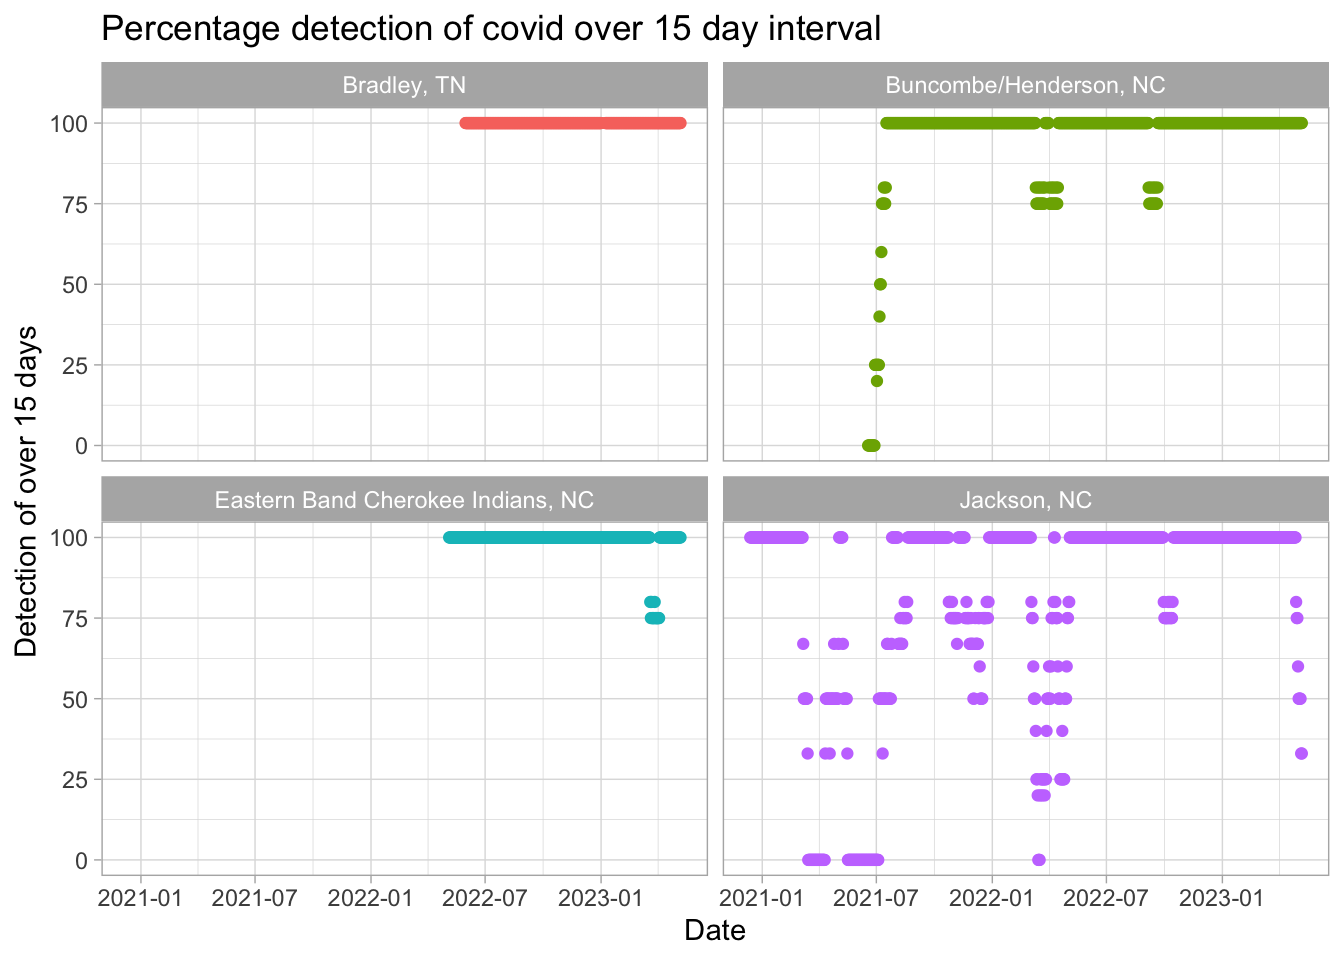 Percentage detection of covid over 15 day interval
Bradley, TN
Buncombe/Henderson, NC
100
75
50
25
0
Eastern Band Cherokee Indians, NC
Jackson, NC
100
75
50
25
0
Detection of over 15 days
2021-01 2021-07 2022-01 2022-07 2023-01
2021-01 2021-07 2022-01 2022-07 2023-01
Date